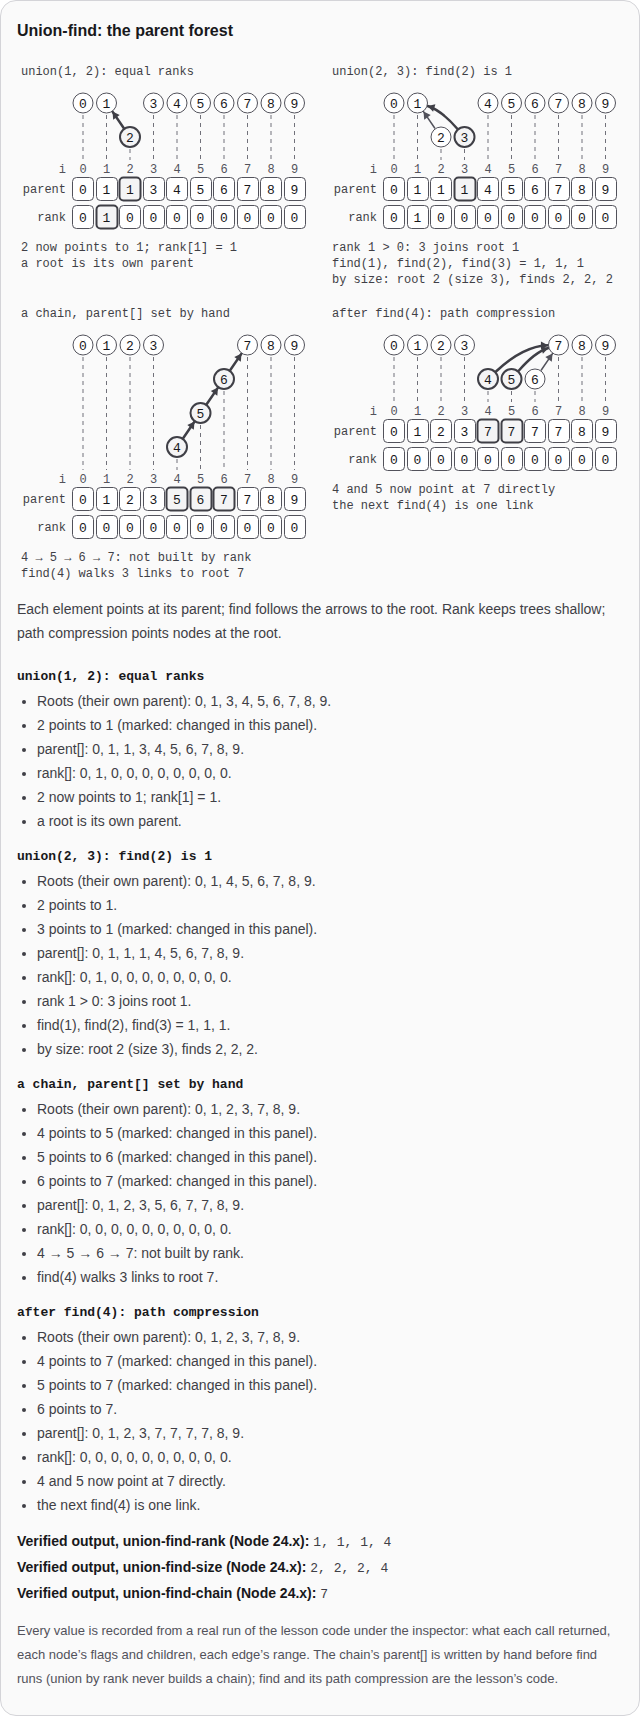 Union-find: the parent forest
union(1, 2): equal ranks
0 1 3 4 5 6 7 8 9
2
i 0 1 2 3 4 5 6 7 8 9
parent 0 1 1 3 4 5 6 7 8 9
rank 0 1 0 0 0 0 0 0 0 0
2 now points to 1; rank[1] = 1
a root is its own parent
union(2, 3): find(2) is 1
0 1 4 5 6 7 8 9
2 3
i 0 1 2 3 4 5 6 7 8 9
parent 0 1 1 1 4 5 6 7 8 9
rank 0 1 0 0 0 0 0 0 0 0
rank 1 > 0: 3 joins root 1
find(1), find(2), find(3) = 1, 1, 1
by size: root 2 (size 3), finds 2, 2, 2
a chain, parent[] set by hand
0 1 2 3 7 8 9
6
5
4
i 0 1 2 3 4 5 6 7 8 9
parent 0 1 2 3 5 6 7 7 8 9
rank 0 0 0 0 0 0 0 0 0 0
4 → 5 → 6 → 7: not built by rank
find(4) walks 3 links to root 7
after find(4): path compression
0 1 2 3 7 8 9
4 5 6
i 0 1 2 3 4 5 6 7 8 9
parent 0 1 2 3 7 7 7 7 8 9
rank 0 0 0 0 0 0 0 0 0 0
4 and 5 now point at 7 directly
the next find(4) is one link
Each element points at its parent; find follows the arrows to the root. Rank keeps trees shallow;
path compression points nodes at the root.
union(1, 2): equal ranks
• Roots (their own parent): 0, 1, 3, 4, 5, 6, 7, 8, 9.
• 2 points to 1 (marked: changed in this panel).
• parent[]: 0, 1, 1, 3, 4, 5, 6, 7, 8, 9.
• rank[]: 0, 1, 0, 0, 0, 0, 0, 0, 0, 0.
• 2 now points to 1; rank[1] = 1.
• a root is its own parent.
union(2, 3): find(2) is 1
• Roots (their own parent): 0, 1, 4, 5, 6, 7, 8, 9.
• 2 points to 1.
• 3 points to 1 (marked: changed in this panel).
• parent[]: 0, 1, 1, 1, 4, 5, 6, 7, 8, 9.
• rank[]: 0, 1, 0, 0, 0, 0, 0, 0, 0, 0.
• rank 1 > 0: 3 joins root 1.
• find(1), find(2), find(3) = 1, 1, 1.
• by size: root 2 (size 3), finds 2, 2, 2.
a chain, parent[] set by hand
• Roots (their own parent): 0, 1, 2, 3, 7, 8, 9.
• 4 points to 5 (marked: changed in this panel).
• 5 points to 6 (marked: changed in this panel).
• 6 points to 7 (marked: changed in this panel).
• parent[]: 0, 1, 2, 3, 5, 6, 7, 7, 8, 9.
• rank[]: 0, 0, 0, 0, 0, 0, 0, 0, 0, 0.
• 4 → 5 → 6 → 7: not built by rank.
• find(4) walks 3 links to root 7.
after find(4): path compression
• Roots (their own parent): 0, 1, 2, 3, 7, 8, 9.
• 4 points to 7 (marked: changed in this panel).
• 5 points to 7 (marked: changed in this panel).
• 6 points to 7.
• parent[]: 0, 1, 2, 3, 7, 7, 7, 7, 8, 9.
• rank[]: 0, 0, 0, 0, 0, 0, 0, 0, 0, 0.
• 4 and 5 now point at 7 directly.
• the next find(4) is one link.
Verified output, union-find-rank (Node 24.x): 1, 1, 1, 4
Verified output, union-find-size (Node 24.x): 2, 2, 2, 4
Verified output, union-find-chain (Node 24.x): 7
Every value is recorded from a real run of the lesson code under the inspector: what each call returned,
each node’s flags and children, each edge’s range. The chain’s parent[] is written by hand before find
runs (union by rank never builds a chain); find and its path compression are the lesson’s code.